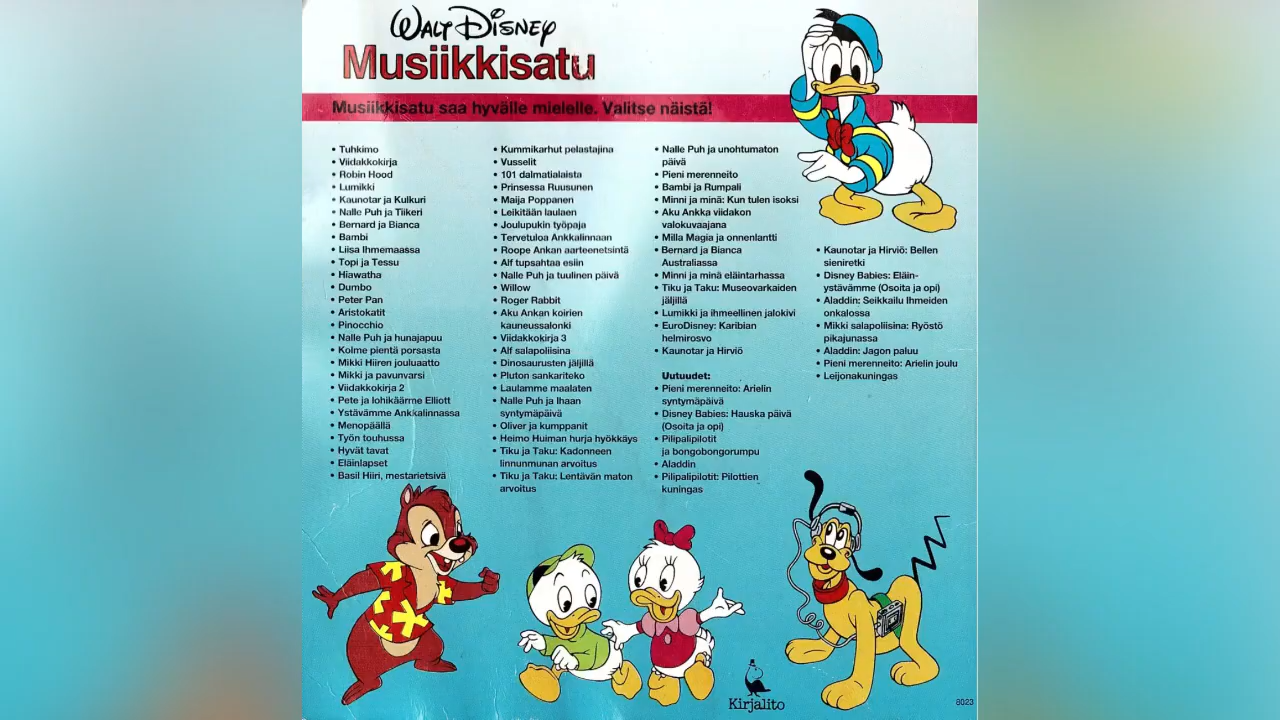 WALT DISNEY
Musiikkisatu
Musiikkisatu saa hyvälle mielelle. Valitse näistä!
• Tuhkimo
• Viidakkokirja
• Robin Hood
• Lumikki
• Kaunotar ja Kulkuri
• Nalle Puh ja Tiikeri
• Bernard ja Bianca
• Bambi
• Liisa Ihmemaassa
• Topi ja Tessu
• Hiawatha
• Dumbo
• Peter Pan
• Aristokatit
• Pinocchio
• Nalle Puh ja hunajapuu
• Kolme pientä porsasta
• Mikki Hiiren jouluaatto
• Mikki ja pavunvarsi
• Viidakkokirja 2
• Pete ja lohikäärme Elliott
• Ystävämme Ankkalinnassa
• Menopäällä
• Työn touhussa
• Hyvät tavat
• Eläinlapset
• Basil Hiiri, mestarietsivä
• Kummikarhut pelastajina
• Vusselit
• 101 dalmatialaista
• Prinsessa Ruusunen
• Maija Poppanen
• Leikitään laulaen
• Joulupukin työpaja
• Tervetuloa Ankkalinnaan
• Roope Ankan aarteenetsintä
• Alf tupsahtaa esiin
• Nalle Puh ja tuulinen päivä
• Willow
• Roger Rabbit
• Aku Ankan koirien
kauneussalonki
• Viidakkokirja 3
• Alf salapoliisina
• Dinosaurusten jäljillä
• Pluton sankariteko
• Laulamme maalaten
• Nalle Puh ja Ihaan
syntymäpäivä
• Oliver ja kumppanit
• Heimo Huiman hurja hyökkäys
• Tiku ja Taku: Kadonneen
linnunmunan arvoitus
• Tiku ja Taku: Lentävän maton
arvoitus
• Nalle Puh ja unohtumaton
päivä
• Pieni merenneito
• Bambi ja Rumpali
• Minni ja minä: Kun tulen isoksi
• Aku Ankka viidakon
valokuvaajana
• Milla Magia ja onnenlantti
• Bernard ja Bianca
Australiassa
• Minni ja minä eläintarhassa
• Tiku ja Taku: Museovarkaiden
jäljillä
• Lumikki ja ihmeellinen jalokivi
• EuroDisney: Karibian
helmirosvo
• Kaunotar ja Hirviö
Uutuudet:
• Pieni merenneito: Arielin
syntymäpäivä
• Disney Babies: Hauska päivä
(Osoita ja opi)
• Pilipalipilotit
ja bongobongorumpu
• Aladdin
• Pilipalipilotit: Pilottien
kuningas
• Kaunotar ja Hirviö: Bellen
sieniretki
• Disney Babies: Eläin-
ystävämme (Osoita ja opi)
• Aladdin: Seikkailu Ihmeiden
onkalossa
• Mikki salapoliisina: Ryöstö
pikajunassa
• Aladdin: Jagon paluu
• Pieni merenneito: Arielin joulu
• Leijonakuningas
Kirjalito
8023